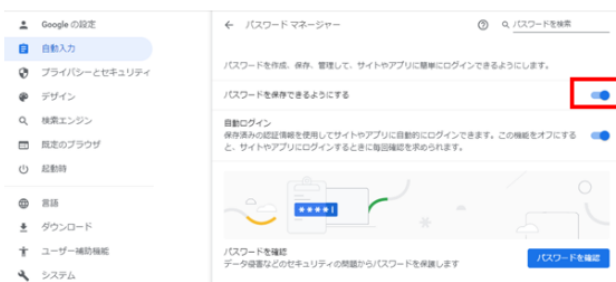 Google の設定
自動入力
プライバシーとセキュリティ
デザイン
検索エンジン
既定のブラウザ
起動時
言語
ダウンロード
ユーザー補助機能
システム
パスワード マネージャー
パスワードを検索
パスワードを作成、保存、管理して、サイトやアプリに簡単にログインできるようにします。
パスワードを保存できるようにする
自動ログイン
保存済みの認証情報を使用してサイトやアプリに自動的にログインできます。この機能をオフにする
と、サイトやアプリにログインするときに毎回確認を求められます。
パスワードを確認
データ侵害などのセキュリティの問題からパスワードを保護します
パスワードを確認